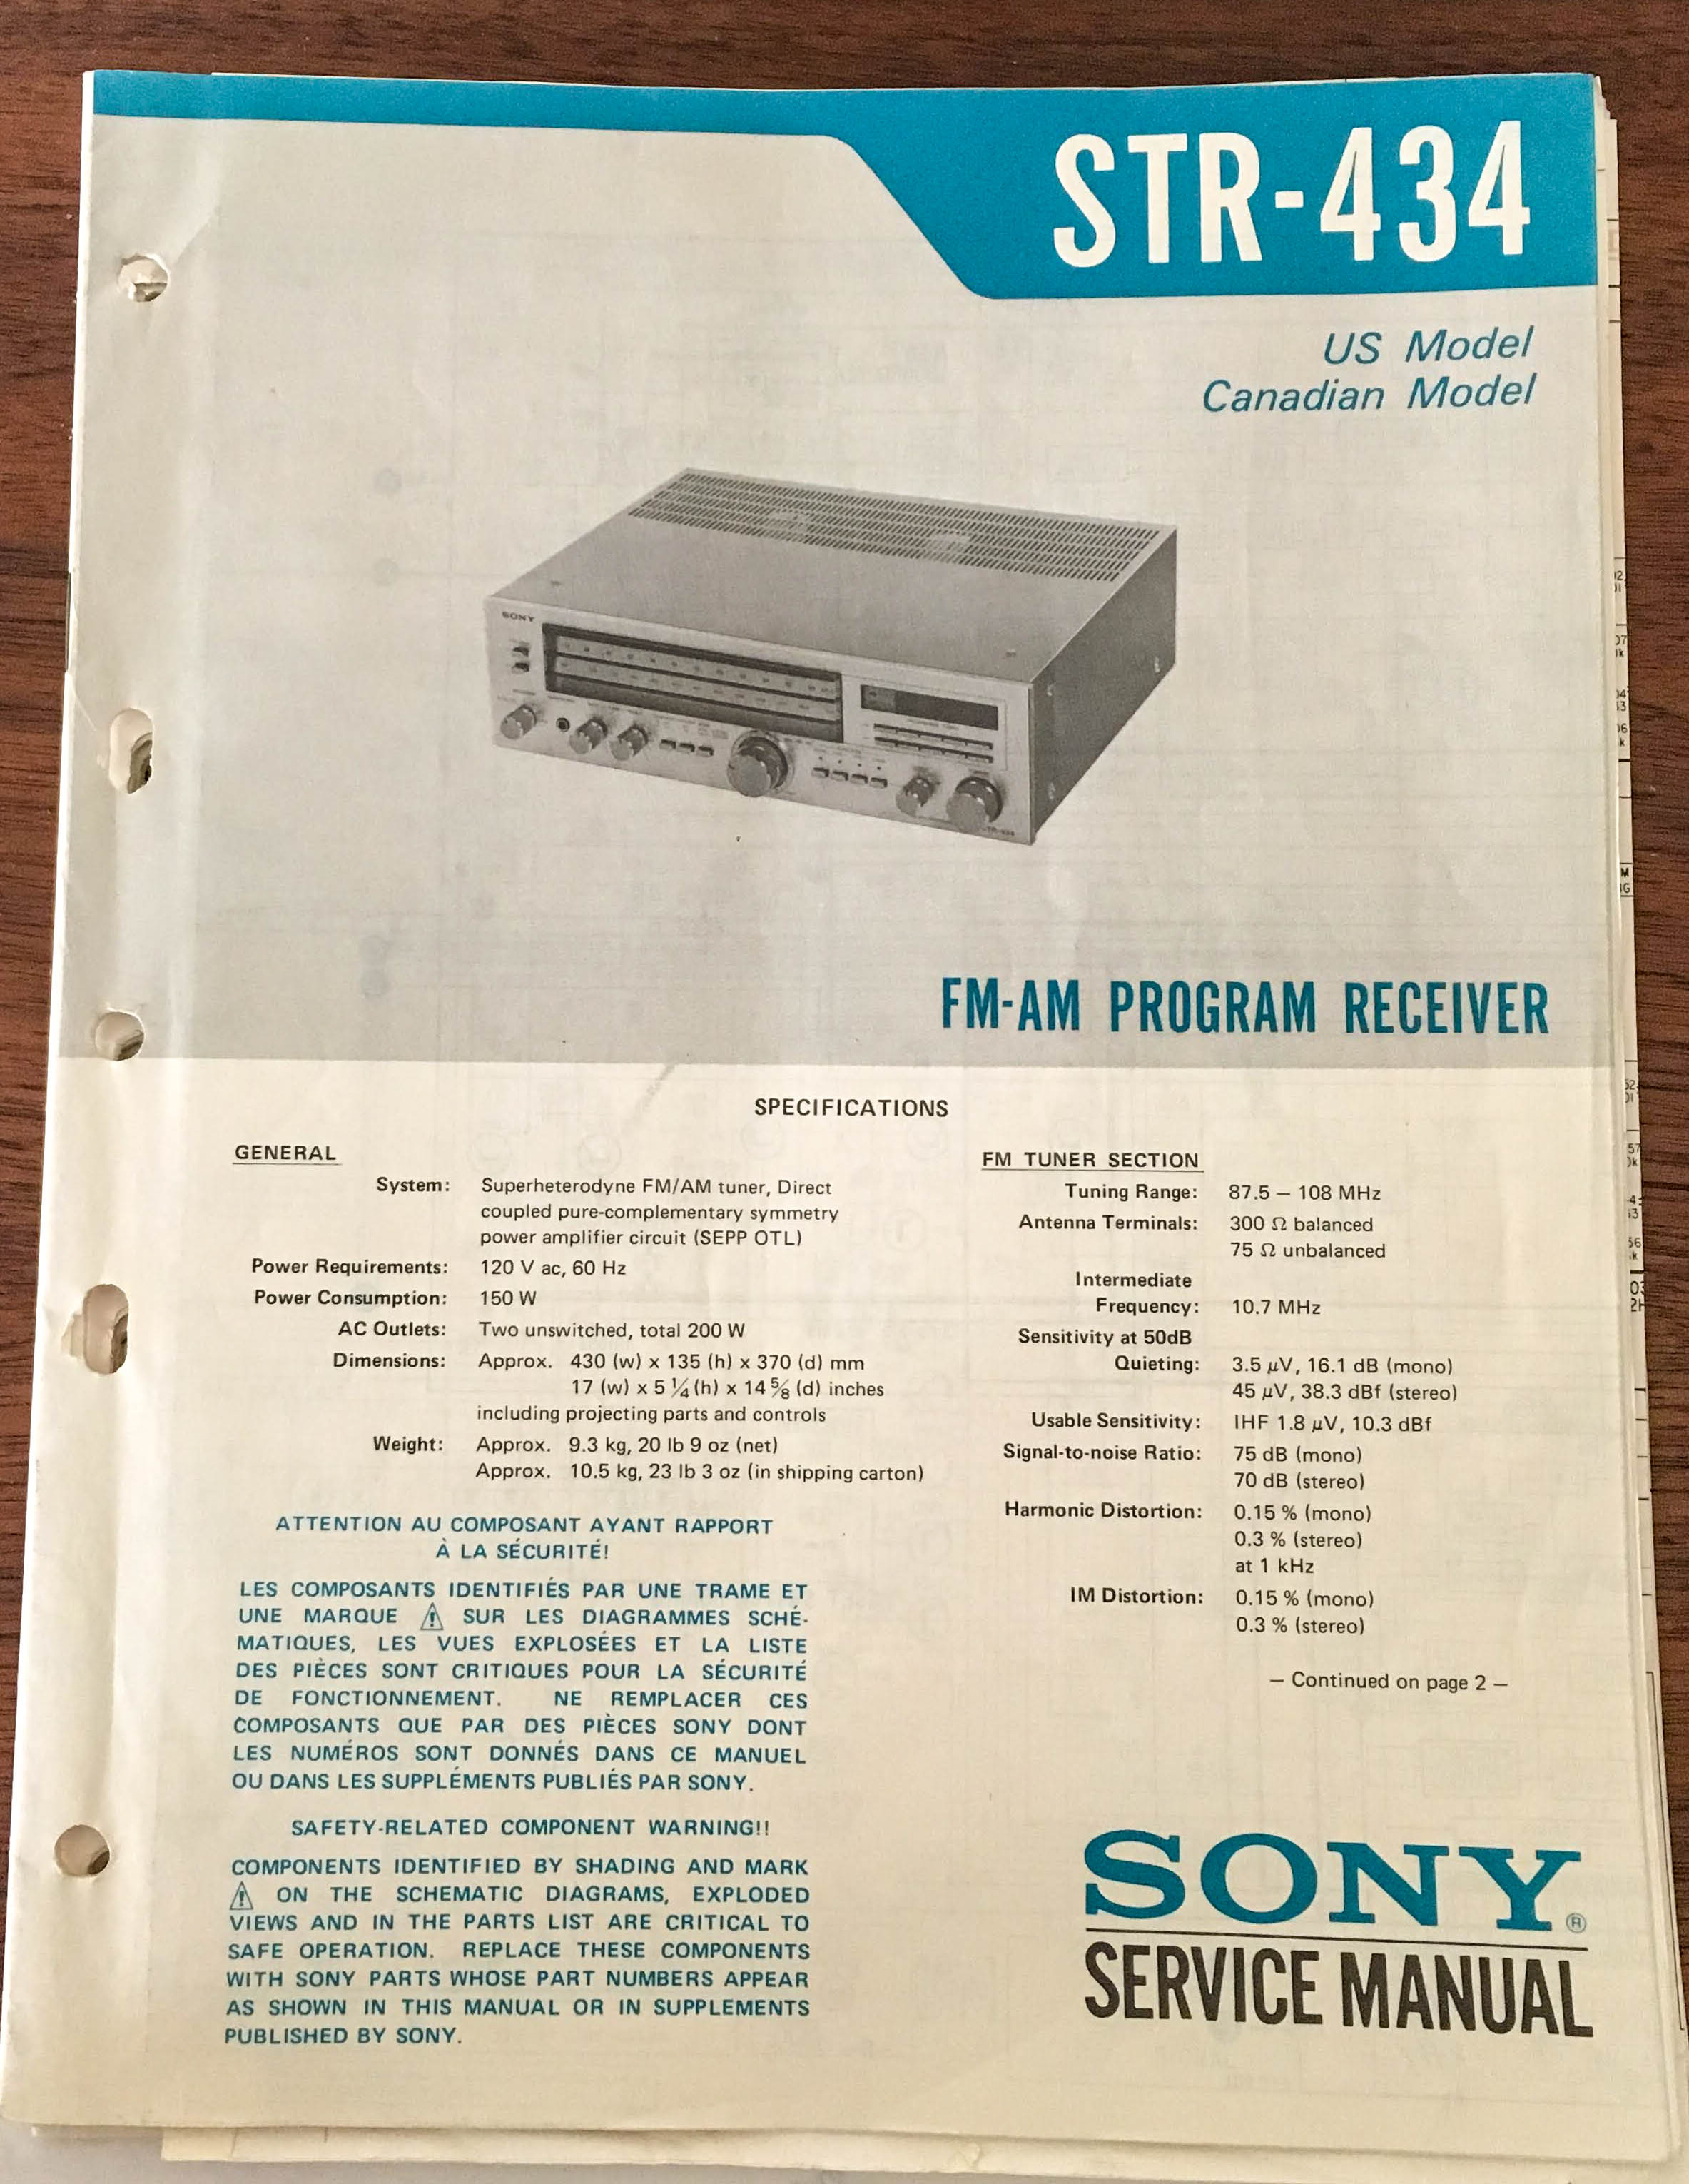 STR-434
US Model
Canadian Model
SONY
STR-434
FM-AM PROGRAM RECEIVER
SPECIFICATIONS
GENERAL
System: Superheterodyne FM/AM tuner, Direct
coupled pure-complementary symmetry
power amplifier circuit (SEPP OTL)
Power Requirements: 120 V ac, 60 Hz
Power Consumption: 150 W
AC Outlets: Two unswitched, total 200 W
Dimensions: Approx. 430 (w) x 135 (h) x 370 (d) mm
17 (w) x 5 1/4 (h) x 14 5/8 (d) inches
including projecting parts and controls
Weight: Approx. 9.3 kg, 20 lb 9 oz (net)
Approx. 10.5 kg, 23 lb 3 oz (in shipping carton)
ATTENTION AU COMPOSANT AYANT RAPPORT
À LA SÉCURITÉ!
LES COMPOSANTS IDENTIFIÉS PAR UNE TRAME ET
UNE MARQUE ⚠ SUR LES DIAGRAMMES SCHÉ-
MATIQUES, LES VUES EXPLOSÉES ET LA LISTE
DES PIÈCES SONT CRITIQUES POUR LA SÉCURITÉ
DE FONCTIONNEMENT. NE REMPLACER CES
COMPOSANTS QUE PAR DES PIÈCES SONY DONT
LES NUMÉROS SONT DONNÉS DANS CE MANUEL
OU DANS LES SUPPLÉMENTS PUBLIÉS PAR SONY.
SAFETY-RELATED COMPONENT WARNING!!
COMPONENTS IDENTIFIED BY SHADING AND MARK
⚠ ON THE SCHEMATIC DIAGRAMS, EXPLODED
VIEWS AND IN THE PARTS LIST ARE CRITICAL TO
SAFE OPERATION. REPLACE THESE COMPONENTS
WITH SONY PARTS WHOSE PART NUMBERS APPEAR
AS SHOWN IN THIS MANUAL OR IN SUPPLEMENTS
PUBLISHED BY SONY.
FM TUNER SECTION
Tuning Range: 87.5 – 108 MHz
Antenna Terminals: 300 Ω balanced
75 Ω unbalanced
Intermediate
Frequency: 10.7 MHz
Sensitivity at 50dB
Quieting: 3.5 μV, 16.1 dB (mono)
45 μV, 38.3 dBf (stereo)
Usable Sensitivity: IHF 1.8 μV, 10.3 dBf
Signal-to-noise Ratio: 75 dB (mono)
70 dB (stereo)
Harmonic Distortion: 0.15 % (mono)
0.3 % (stereo)
at 1 kHz
IM Distortion: 0.15 % (mono)
0.3 % (stereo)
— Continued on page 2 —
SONY®
SERVICE MANUAL